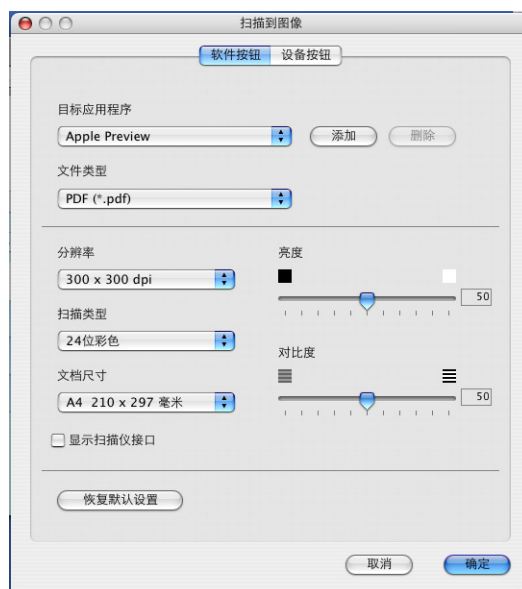 扫描到图像
软件按钮 设备按钮
目标应用程序
Apple Preview 添加 删除
文件类型
PDF (*.pdf)
分辨率 亮度
300 x 300 dpi 50
扫描类型
24位彩色
对比度
文档尺寸
A4 210 x 297 毫米 50
显示扫描仪接口
恢复默认设置
取消 确定